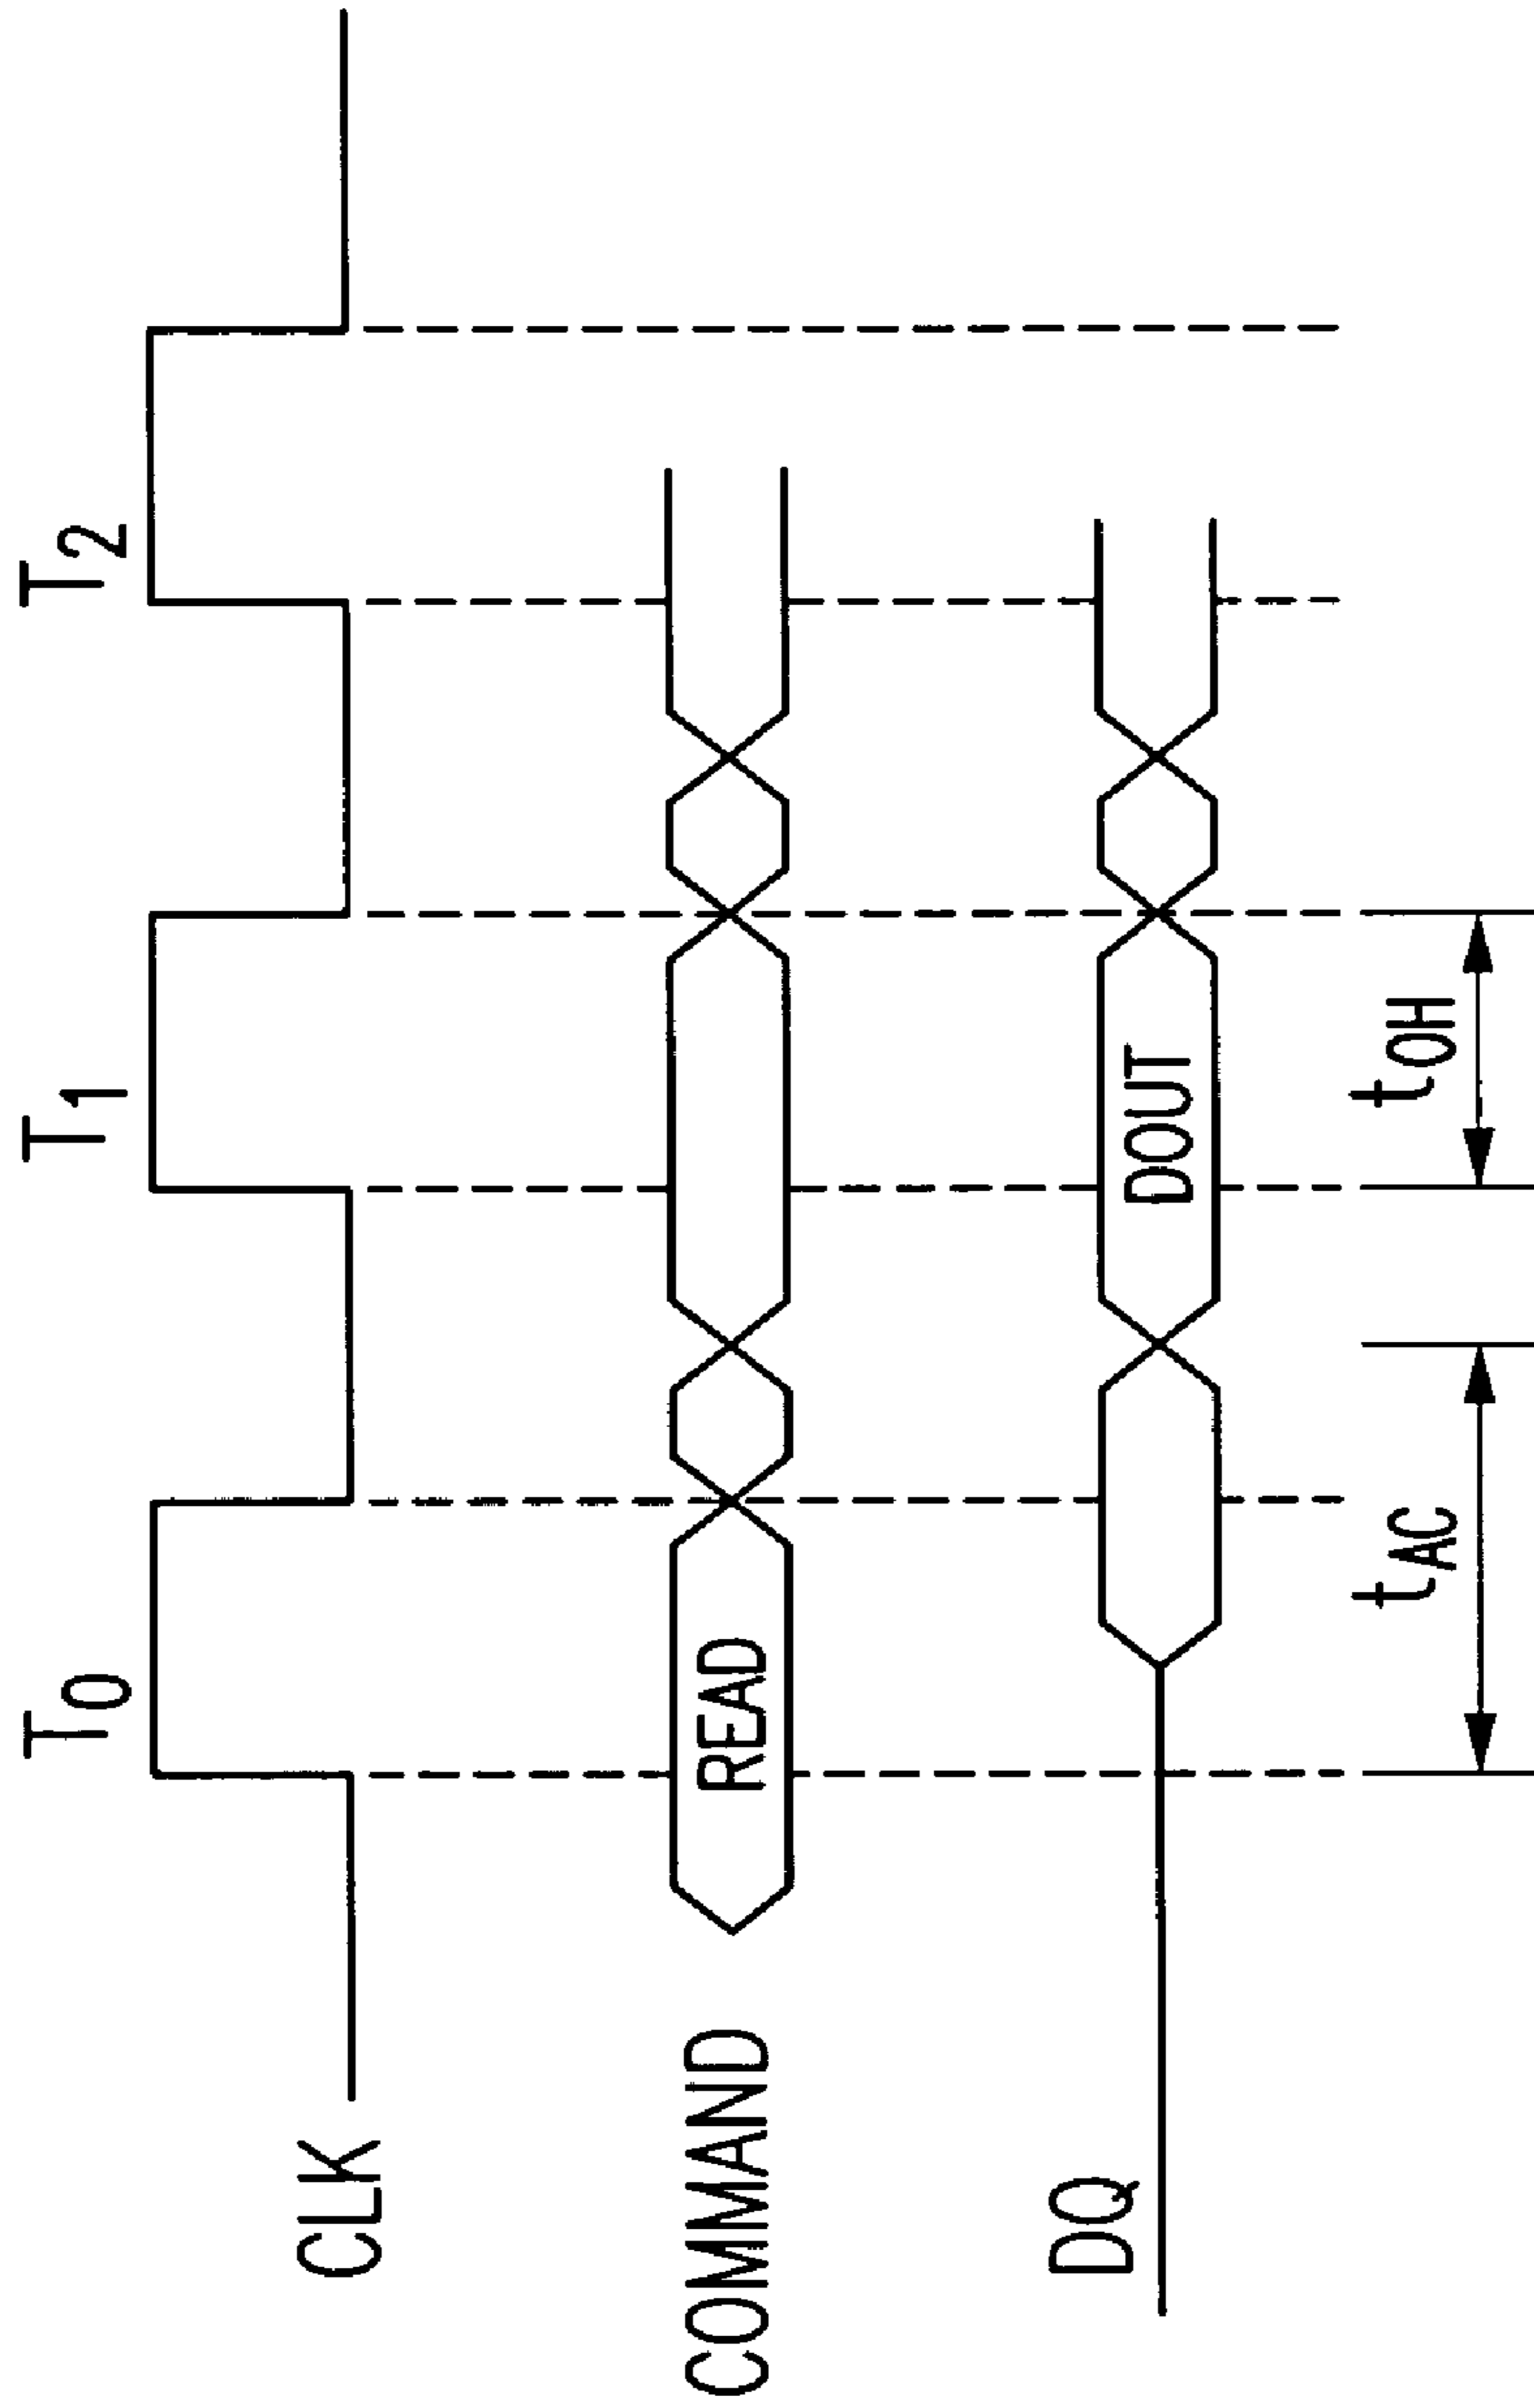 T0 T1 T2
CLK
COMMAND READ
DQ DOUT
tAC tOH